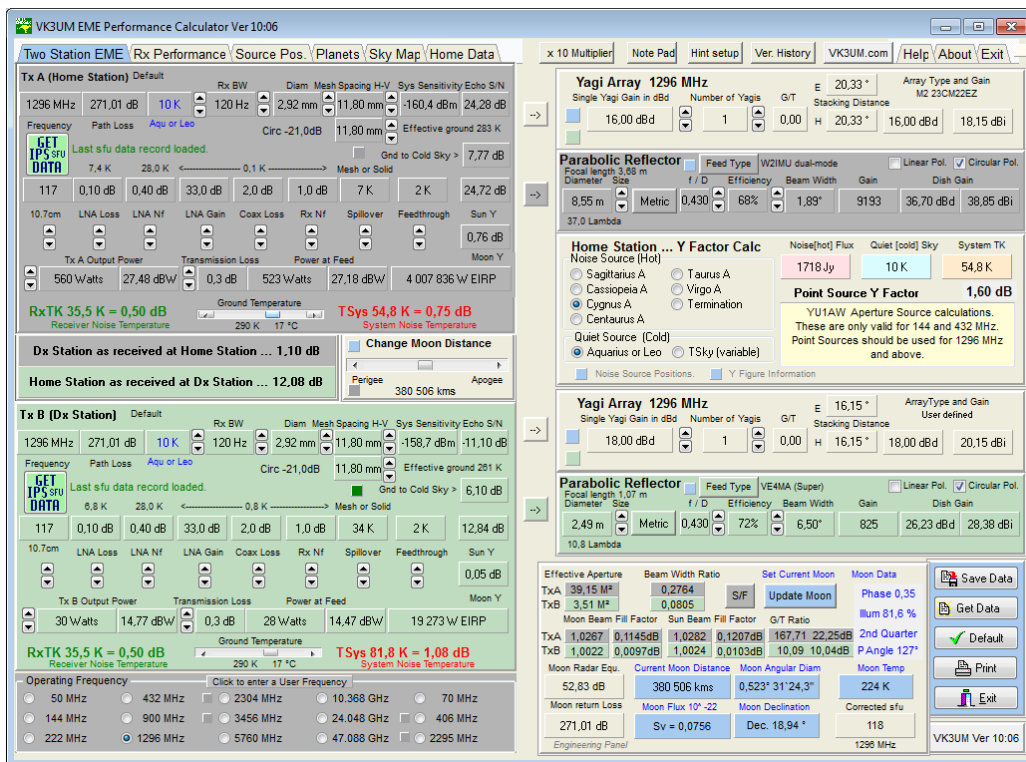 VK3UM EME Performance Calculator Ver 10:06
Two Station EME Rx Performance Source Pos. Planets Sky Map Home Data
x 10 Multiplier Note Pad Hint setup Ver. History VK3UM.com Help About Exit
Tx A (Home Station) Default
Rx BW Diam Mesh Spacing H-V Sys Sensitivity Echo S/N
1296 MHz 271,01 dB 10 K 120 Hz 2,92 mm 11,80 mm -160,4 dBm 24,28 dB
Frequency Path Loss Aqu or Leo Circ -21,0dB 11,80 mm Effective ground 283 K
GET IPS SFU DATA
Last sfu data record loaded.
Gnd to Cold Sky > 7,77 dB
7,4 K 28,0 K <---------------- 0,1 K ----------------> Mesh or Solid
117 0,10 dB 0,40 dB 33,0 dB 2,0 dB 1,0 dB 7 K 2 K 24,72 dB
10.7cm LNA Loss LNA Nf LNA Gain Coax Loss Rx Nf Spillover Feedthrough Sun Y
0,76 dB
Moon Y
Tx A Output Power Transmission Loss Power at Feed
560 Watts 27,48 dBW 0,3 dB 523 Watts 27,18 dBW 4 007 836 W EIRP
RxTK 35,5 K = 0,50 dB
Receiver Noise Temperature
Ground Temperature
290 K 17 °C
TSys 54,8 K = 0,75 dB
System Noise Temperature
Dx Station as received at Home Station ... 1,10 dB
Home Station as received at Dx Station ... 12,08 dB
Change Moon Distance
Perigee Apogee
380 506 kms
Tx B (Dx Station) Default
Rx BW Diam Mesh Spacing H-V Sys Sensitivity Echo S/N
1296 MHz 271,01 dB 10 K 120 Hz 2,92 mm 11,80 mm -158,7 dBm -11,10 dB
Frequency Path Loss Aqu or Leo Circ -21,0dB 11,80 mm Effective ground 261 K
GET IPS SFU DATA
Last sfu data record loaded.
Gnd to Cold Sky > 6,10 dB
6,8 K 28,0 K <---------------- 0,8 K ----------------> Mesh or Solid
117 0,10 dB 0,40 dB 33,0 dB 2,0 dB 1,0 dB 34 K 2 K 12,84 dB
10.7cm LNA Loss LNA Nf LNA Gain Coax Loss Rx Nf Spillover Feedthrough Sun Y
0,05 dB
Moon Y
Tx B Output Power Transmission Loss Power at Feed
30 Watts 14,77 dBW 0,3 dB 28 Watts 14,47 dBW 19 273 W EIRP
RxTK 35,5 K = 0,50 dB
Receiver Noise Temperature
Ground Temperature
290 K 17 °C
TSys 81,8 K = 1,08 dB
System Noise Temperature
Operating Frequency Click to enter a User Frequency
50 MHz 432 MHz 2304 MHz 10.368 GHz 70 MHz
144 MHz 900 MHz 3456 MHz 24.048 GHz 406 MHz
222 MHz 1296 MHz 5760 MHz 47.088 GHz 2295 MHz
-->
Yagi Array 1296 MHz
E 20,33 °
Array Type and Gain
M2 23CM22EZ
Single Yagi Gain in dBd Number of Yagis G/T Stacking Distance
16,00 dBd 1 0,00 H 20,33 ° 16,00 dBd 18,15 dBi
-->
Parabolic Reflector Feed Type W2IMU dual-mode Linear Pol. Circular Pol.
Focal length 3,68 m
Diameter Size f / D Efficiency Beam Width Gain Dish Gain
8,55 m Metric 0,430 68% 1,89° 9193 36,70 dBd 38,85 dBi
37,0 Lambda
Home Station ... Y Factor Calc
Noise[hot] Flux Quiet [cold] Sky System TK
1718 Jy 10 K 54,8 K
Noise Source (Hot)
Sagittarius A Taurus A
Cassiopeia A Virgo A
Cygnus A Termination
Centaurus A
Point Source Y Factor 1,60 dB
YU1AW Aperture Source calculations.
These are only valid for 144 and 432 MHz.
Point Sources should be used for 1296 MHz
and above.
Quiet Source (Cold)
Aquarius or Leo TSky (variable)
Noise Source Positions. Y Figure Information
-->
Yagi Array 1296 MHz
E 16,15 °
ArrayType and Gain
User defined
Single Yagi Gain in dBd Number of Yagis G/T Stacking Distance
18,00 dBd 1 0,00 H 16,15 ° 18,00 dBd 20,15 dBi
-->
Parabolic Reflector Feed Type VE4MA (Super) Linear Pol. Circular Pol.
Focal length 1,07 m
Diameter Size f / D Efficiency Beam Width Gain Dish Gain
2,49 m Metric 0,430 72% 6,50° 825 26,23 dBd 28,38 dBi
10,8 Lambda
Effective Aperture Beam Width Ratio Set Current Moon Moon Data
TxA 39,15 M² 0,2764 S/F Update Moon Phase 0,35
TxB 3,51 M² 0,0805 Illum 81,6 %
Moon Beam Fill Factor Sun Beam Fill Factor G/T Ratio
TxA 1,0267 0,1145dB 1,0282 0,1207dB 167,71 22,25dB 2nd Quarter
TxB 1,0022 0,0097dB 1,0024 0,0103dB 10,09 10,04dB P Angle 127°
Moon Radar Equ. Current Moon Distance Moon Angular Diam Moon Temp
52,83 dB 380 506 kms 0,523° 31'24,3" 224 K
Moon return Loss Moon Flux 10^ -22 Moon Declination Corrected sfu
271,01 dB Sv = 0,0756 Dec. 18,94 ° 118
Engineering Panel 1296 MHz
Save Data
Get Data
Default
Print
Exit
VK3UM Ver 10:06